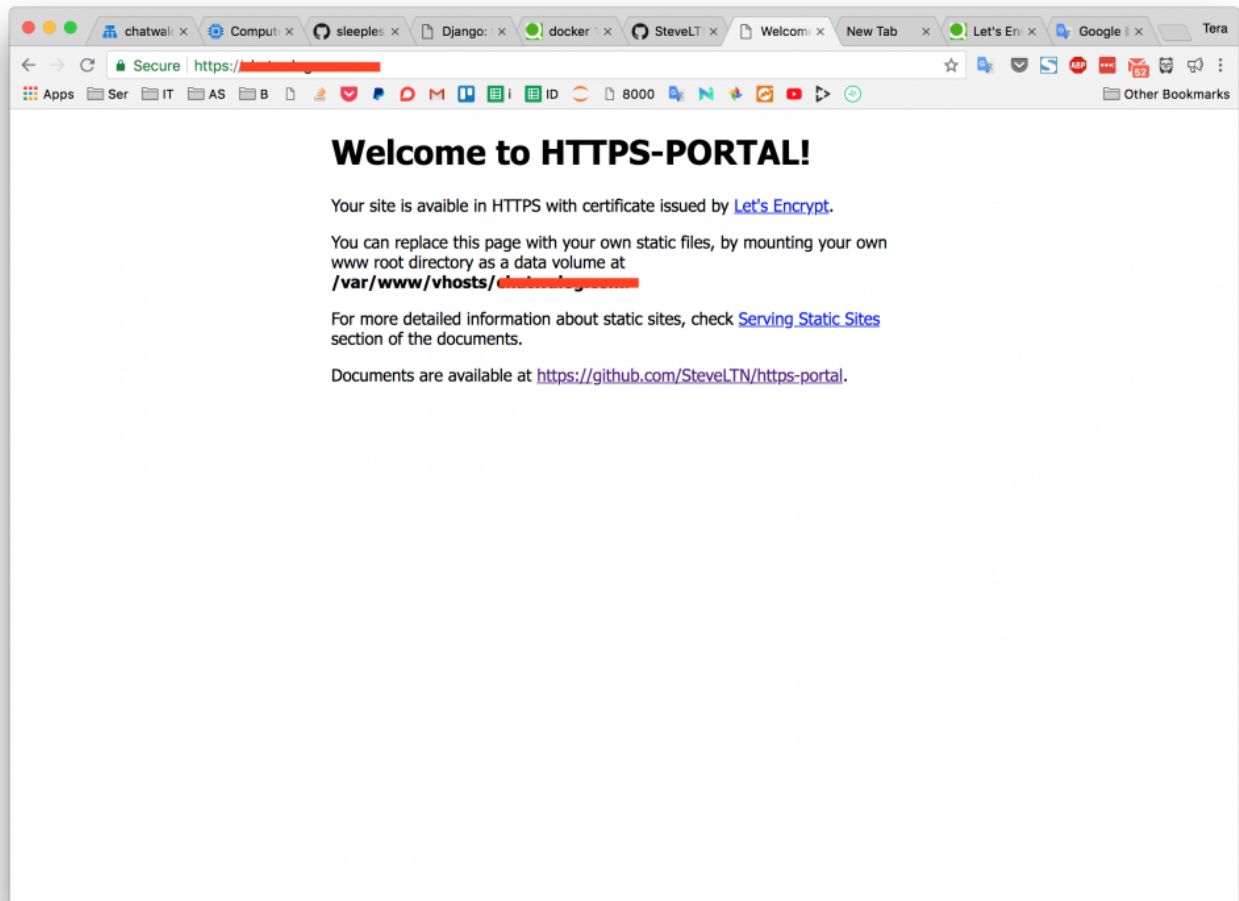 chatwal
Compute
sleeples
Django:
docker
SteveLT
Welcome
New Tab
Let's En
Google
Tera
Secure https:/
52
Apps Ser IT AS B i ID 8000 Other Bookmarks
Welcome to HTTPS-PORTAL!
Your site is avaible in HTTPS with certificate issued by Let's Encrypt.
You can replace this page with your own static files, by mounting your own
www root directory as a data volume at
/var/www/vhosts/
For more detailed information about static sites, check Serving Static Sites
section of the documents.
Documents are available at https://github.com/SteveLTN/https-portal.